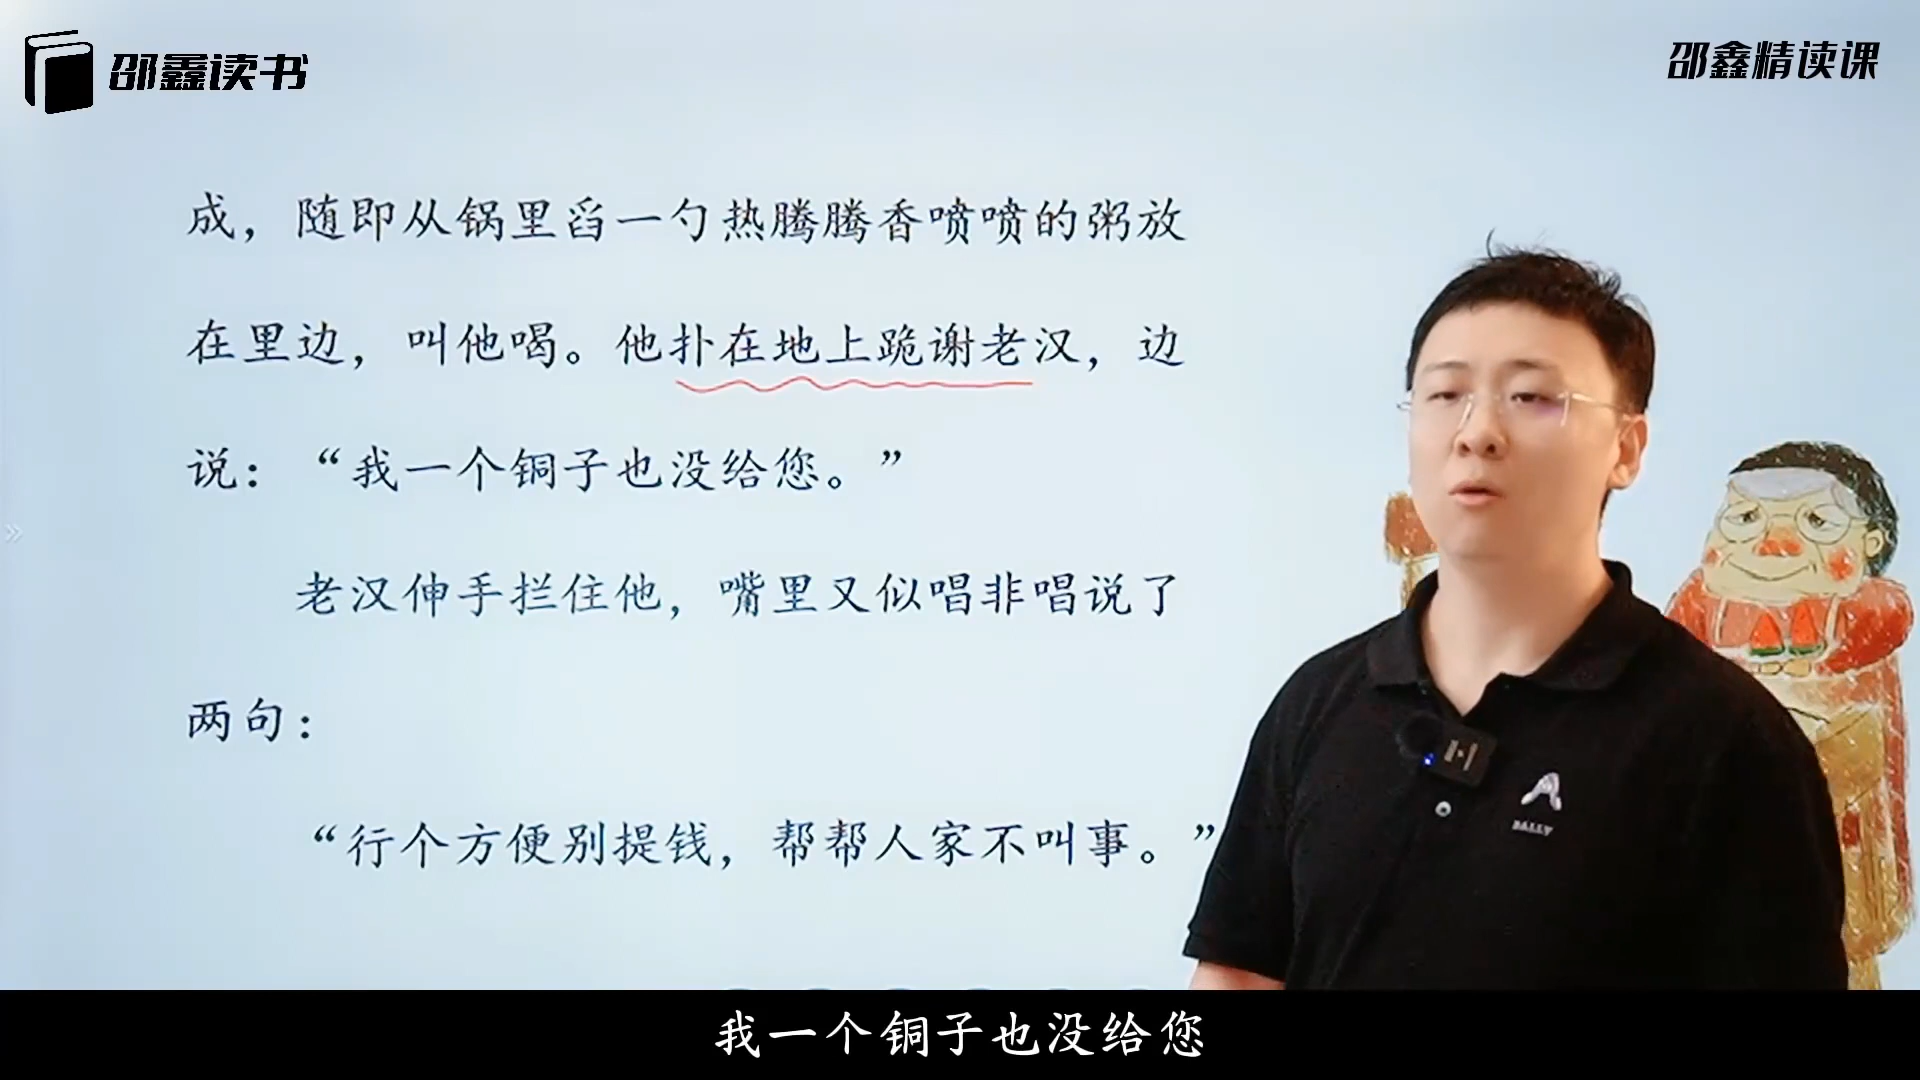 邵鑫读书
邵鑫精读课
成，随即从锅里舀一勺热腾腾香喷喷的粥放
在里边，叫他喝。他扑在地上跪谢老汉，边
说：“我一个铜子也没给您。”
老汉伸手拦住他，嘴里又似唱非唱说了
两句：
“行个方便别提钱，帮帮人家不叫事。”
BALLY
我一个铜子也没给您